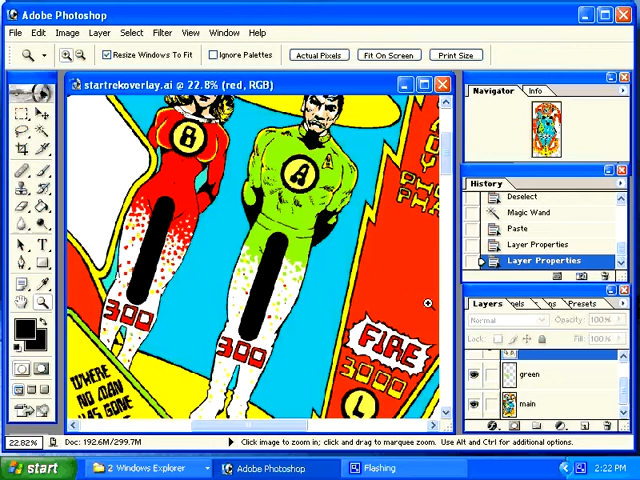 Adobe Photoshop
File Edit Image Layer Select Filter View Window Help
Resize Windows To Fit Ignore Palettes Actual Pixels Fit On Screen Print Size
startrekoverlay.ai @ 22.8% (red, RGB)
Navigator Info
History
Deselect
Magic Wand
Paste
Layer Properties
Layer Properties
Layers Presets
Normal Opacity: 100%
Lock: Fill: 100%
green
main
B
A
300
300
FIRE
3000
L
WHERE
NO MAN
HAS GONE
22.82% Doc: 192.6M/299.7M Click image to zoom in; click and drag to marquee zoom. Use Alt and Ctrl for additional options.
start 2 Windows Explorer Adobe Photoshop Flashing 2:22 PM